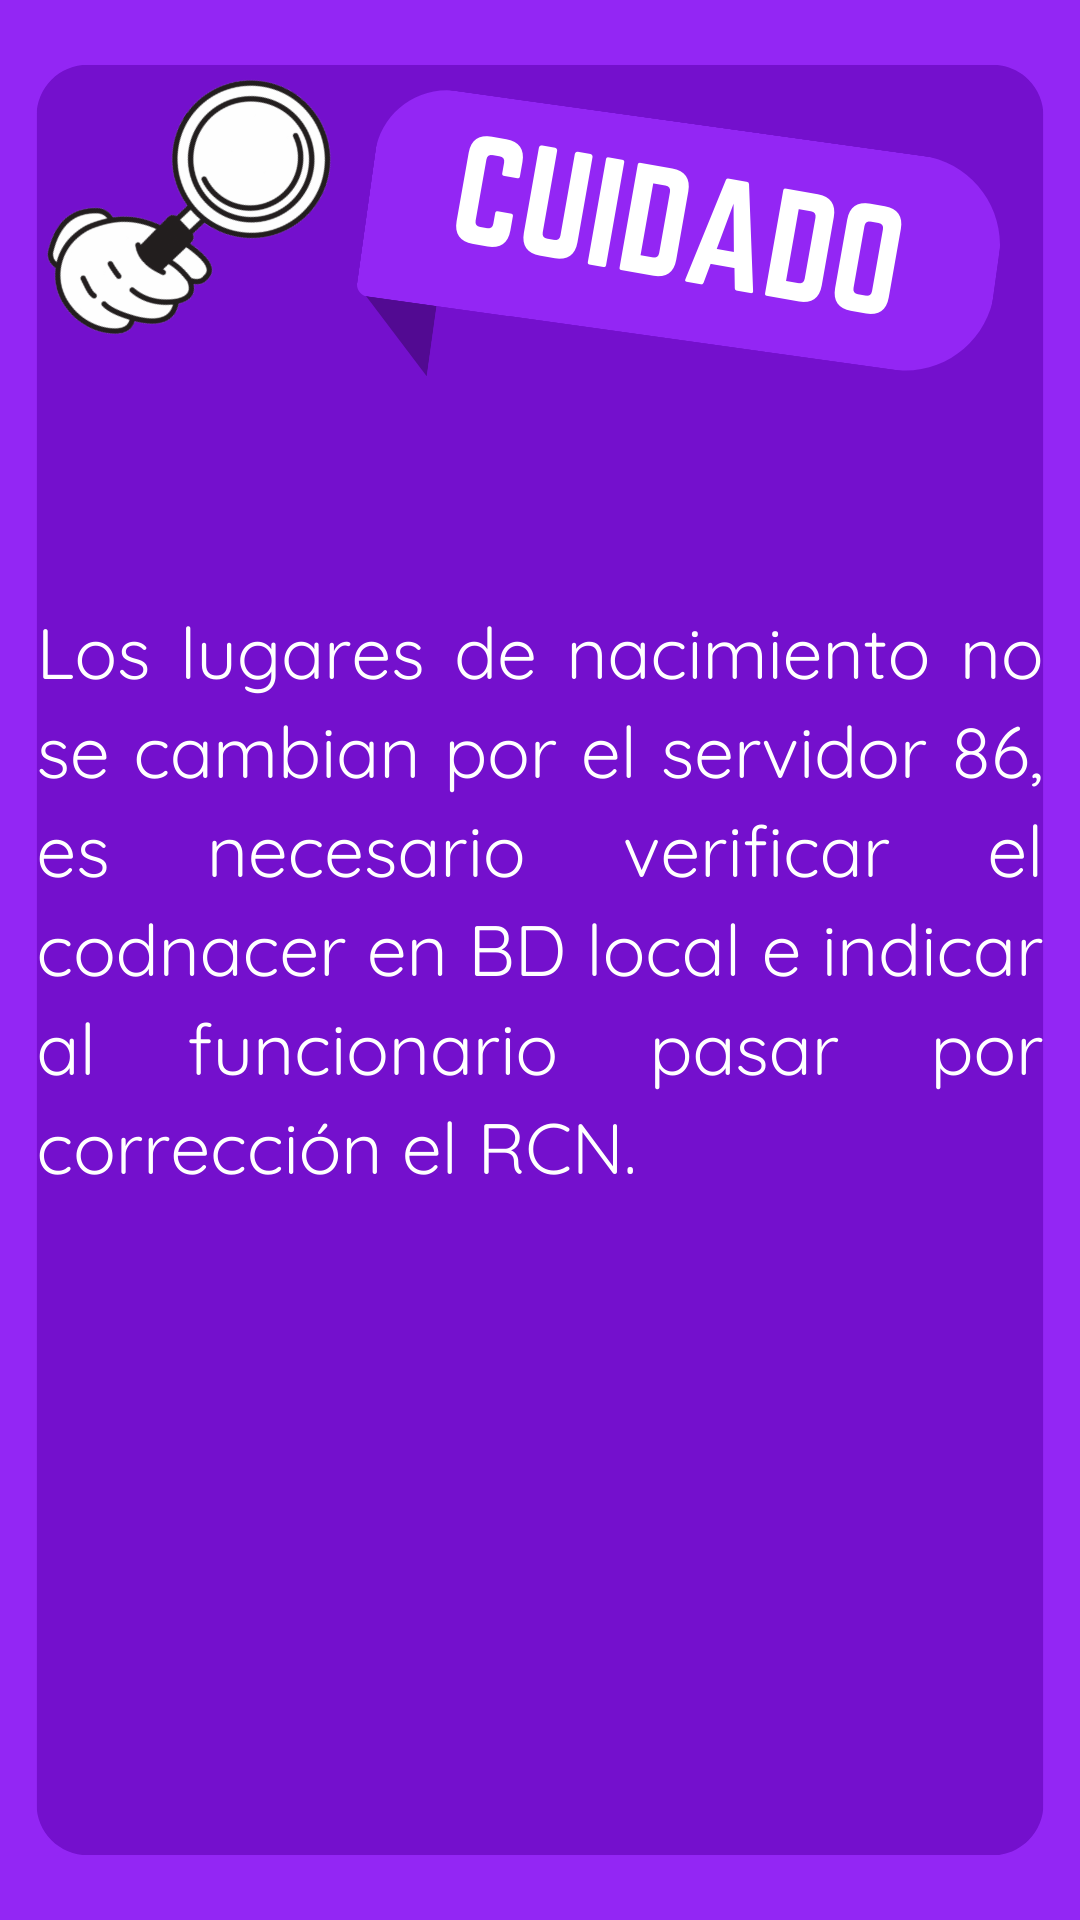 CUIDADO
Los lugares de nacimiento no
se cambian por el servidor 86,
es necesario verificar el
codnacer en BD local e indicar
al funcionario pasar por
corrección el RCN.